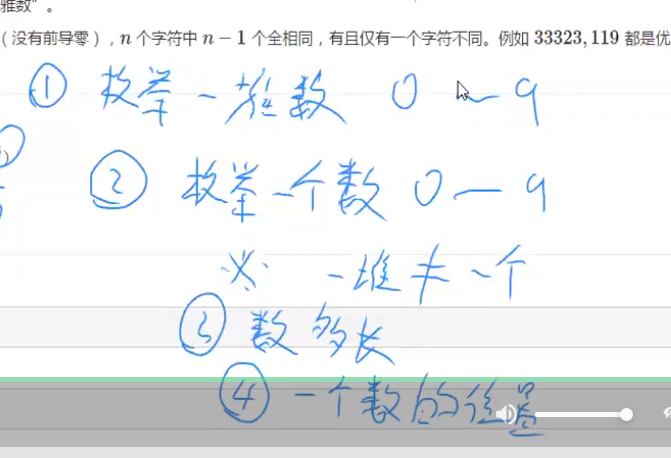 雅数”。
（没有前导零），n 个字符中 n − 1 个全相同，有且仅有一个字符不同。例如 33323, 119 都是优
① 枚举一堆数 0 — 9
② 枚举一个数 0 — 9
※ 一堆 ≠ 一个
③ 数多长
④ 一个数的位置